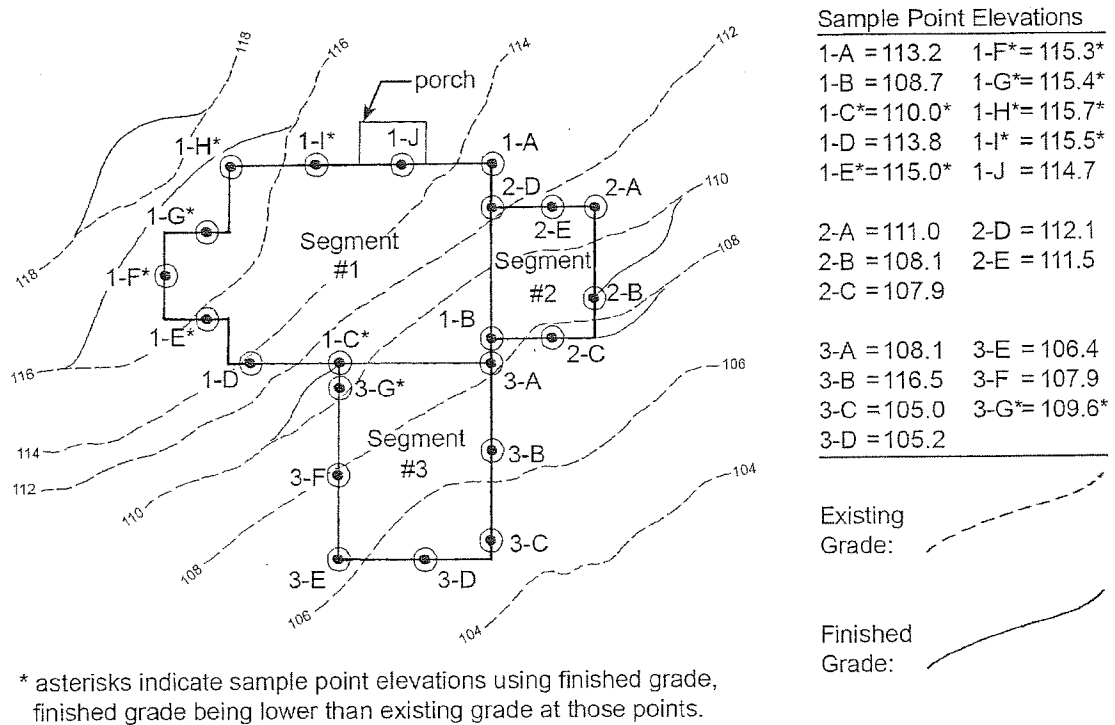 118
116
114
112
porch
1-H*
1-I*
1-J
1-A
2-D
2-A
110
1-G*
2-E
108
Segment
#1
Segment
#2
118
1-F*
2-B
1-B
1-E*
1-C*
2-C
116
1-D
3-A
106
3-G*
Segment
#3
114
3-B
112
3-F
104
110
3-C
108
3-E
3-D
106
104
Sample Point Elevations
1-A = 113.2 1-F*= 115.3*
1-B = 108.7 1-G*= 115.4*
1-C*= 110.0* 1-H*= 115.7*
1-D = 113.8 1-I*= 115.5*
1-E*= 115.0* 1-J = 114.7
2-A = 111.0 2-D = 112.1
2-B = 108.1 2-E = 111.5
2-C = 107.9
3-A = 108.1 3-E = 106.4
3-B = 116.5 3-F = 107.9
3-C = 105.0 3-G*= 109.6*
3-D = 105.2
Existing
Grade:
Finished
Grade:
* asterisks indicate sample point elevations using finished grade,
finished grade being lower than existing grade at those points.